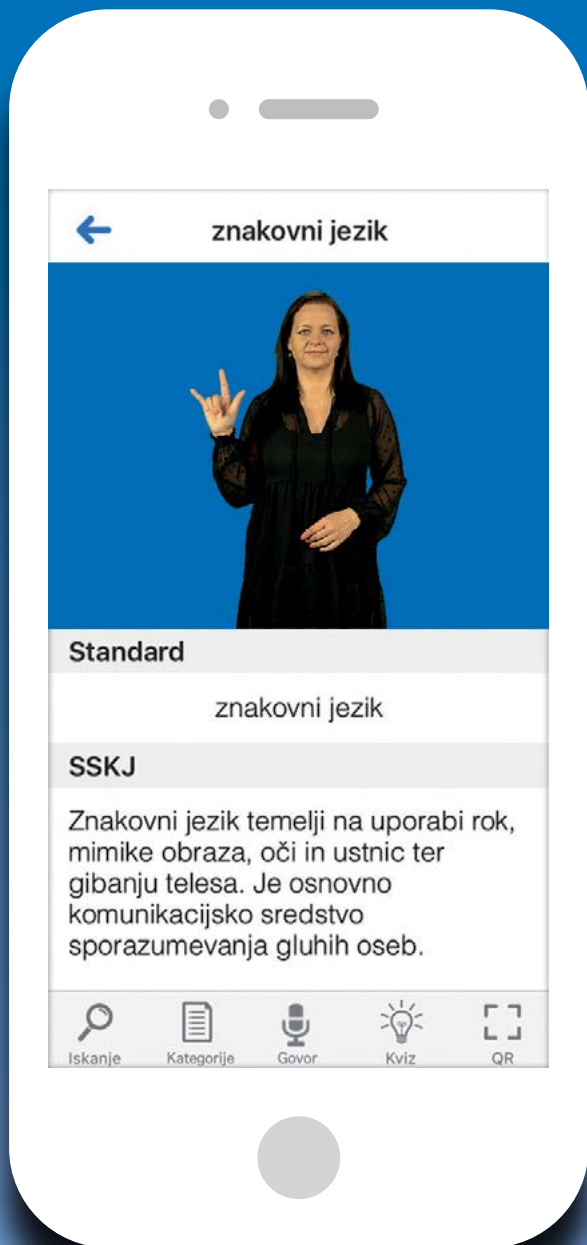 znakovni jezik
Standard
znakovni jezik
SSKJ
Znakovni jezik temelji na uporabi rok,
mimike obraza, oči in ustnic ter
gibanju telesa. Je osnovno
komunikacijsko sredstvo
sporazumevanja gluhih oseb.
Iskanje Kategorije Govor Kviz QR